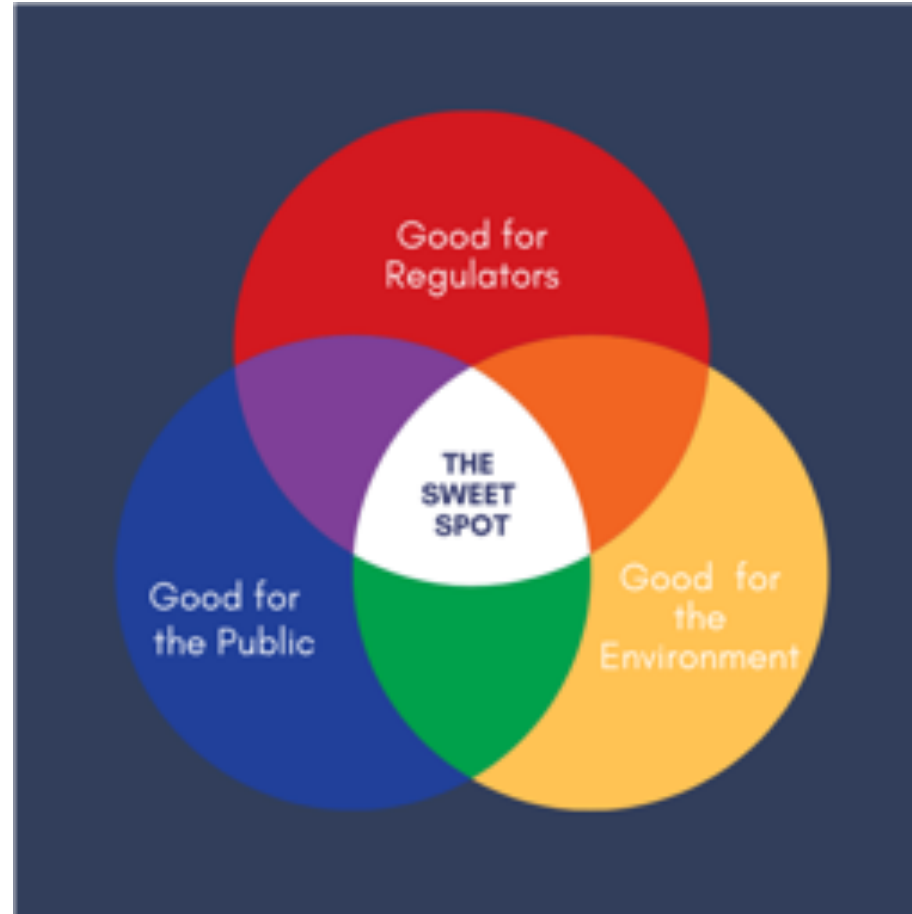 Good for
Regulators
THE
SWEET
SPOT
Good for
the Public
Good for
the
Environment